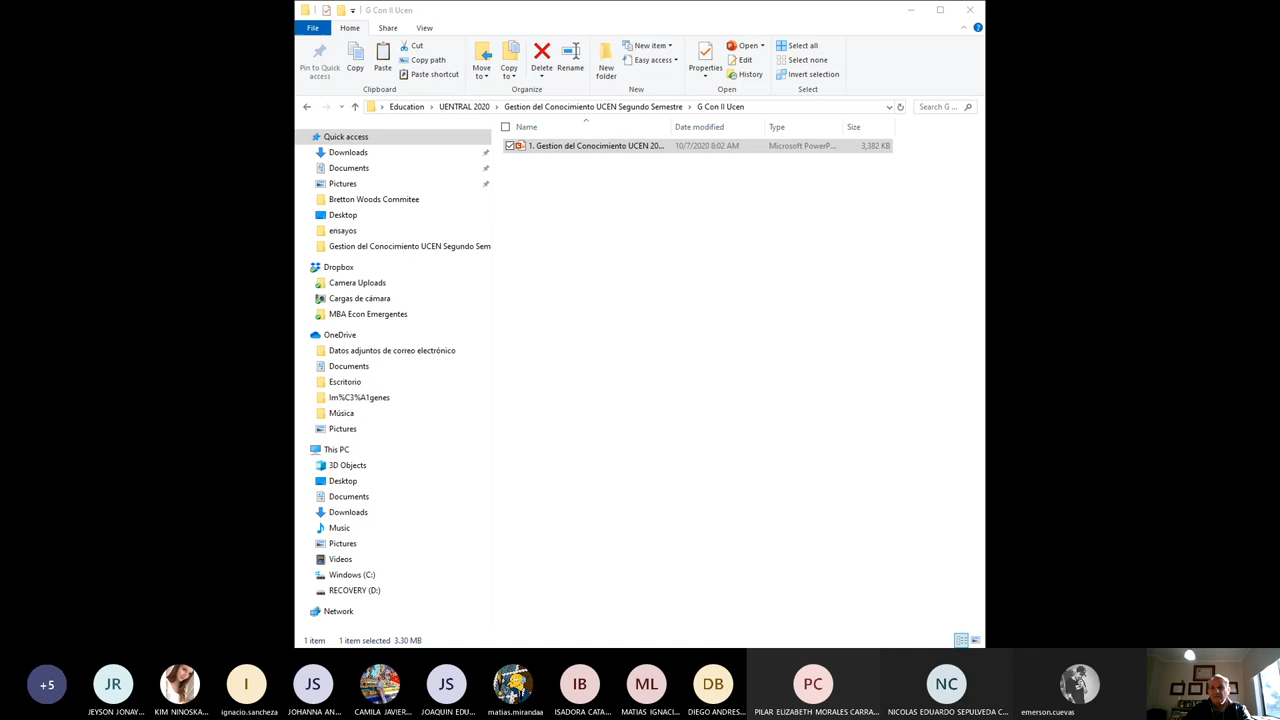 G Con II Ucen
File Home Share View
Pin to Quick access
Copy
Paste
Cut
Copy path
Paste shortcut
Clipboard
Move to
Copy to
Delete
Rename
Organize
New folder
New item
Easy access
New
Properties
Open
Edit
History
Open
Select all
Select none
Invert selection
Select
Education > UENTRAL 2020 > Gestion del Conocimiento UCEN Segundo Semestre > G Con II Ucen
Search G ...
Name Date modified Type Size
1. Gestion del Conocimiento UCEN 20... 10/7/2020 8:02 AM Microsoft PowerP... 3,382 KB
Quick access
Downloads
Documents
Pictures
Bretton Woods Commitee
Desktop
ensayos
Gestion del Conocimiento UCEN Segundo Sem
Dropbox
Camera Uploads
Cargas de cámara
MBA Econ Emergentes
OneDrive
Datos adjuntos de correo electrónico
Documents
Escritorio
Im%C3%A1genes
Música
Pictures
This PC
3D Objects
Desktop
Documents
Downloads
Music
Pictures
Videos
Windows (C:)
RECOVERY (D:)
Network
1 item 1 item selected 3.30 MB
+5 JR I JS JS IB ML DB PC NC
JEYSON JONAY... KIM NINOSKA... ignacio.sancheza JOHANNA AN... CAMILA JAVIER... JOAQUIN EDU... matias.mirandaa ISADORA CATA... MATIAS IGNACI... DIEGO ANDRES... PILAR ELIZABETH MORALES CARRA... NICOLAS EDUARDO SEPULVEDA C... emerson.cuevas